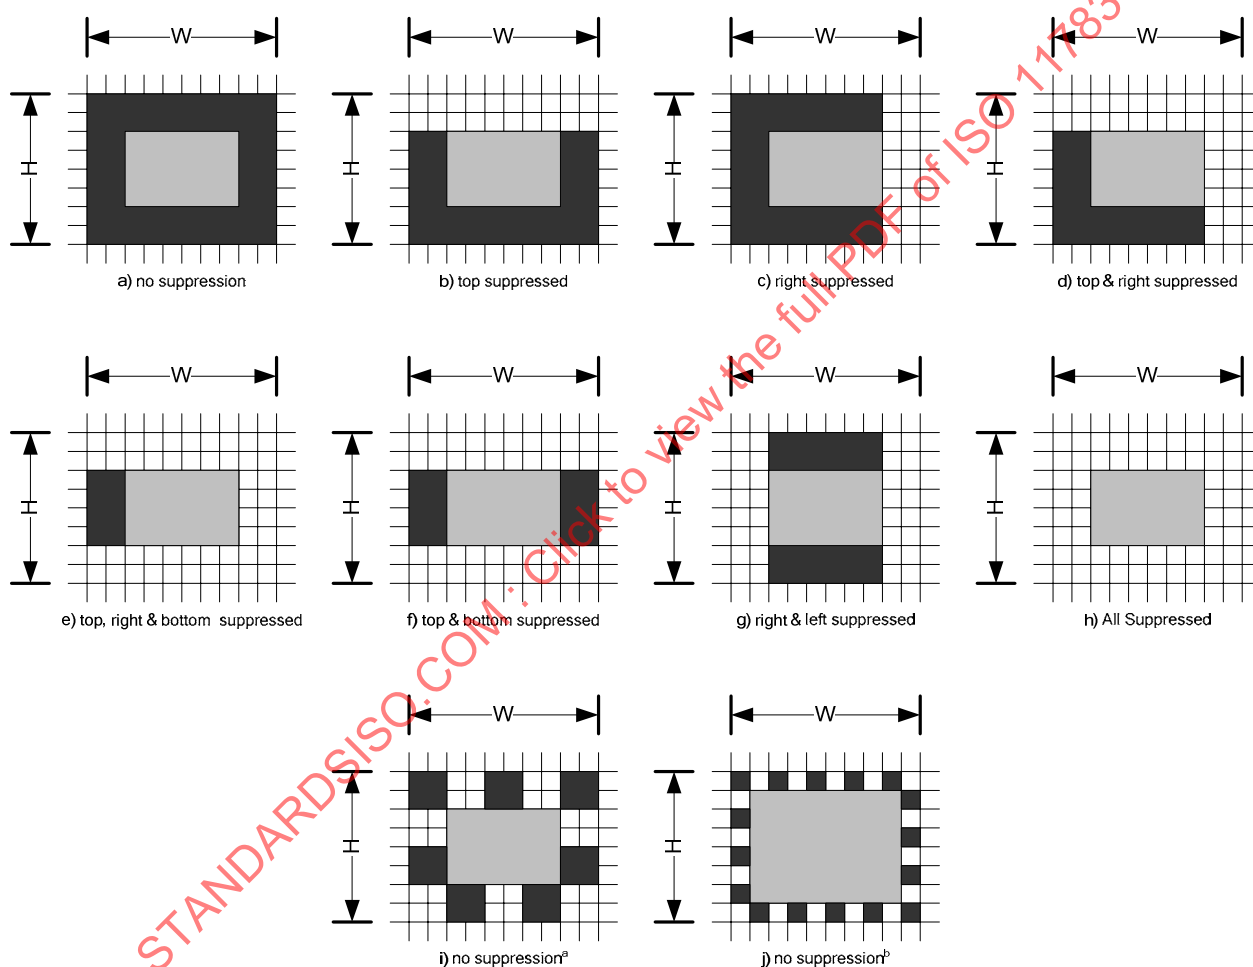 W W W W
H H H H
a) no suppression b) top suppressed c) right suppressed d) top & right suppressed
W W W W
H H H H
e) top, right & bottom suppressed f) top & bottom suppressed g) right & left suppressed h) All Suppressed
W W
H H
i) no suppressionᵃ j) no suppressionᵇ
STANDARDSISO.COM : Click to view the full PDF of ISO 11783